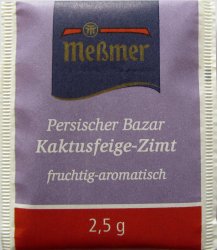 Meßmer
Persischer Bazar
Kaktusfeige-Zimt
fruchtig-aromatisch
2,5 g